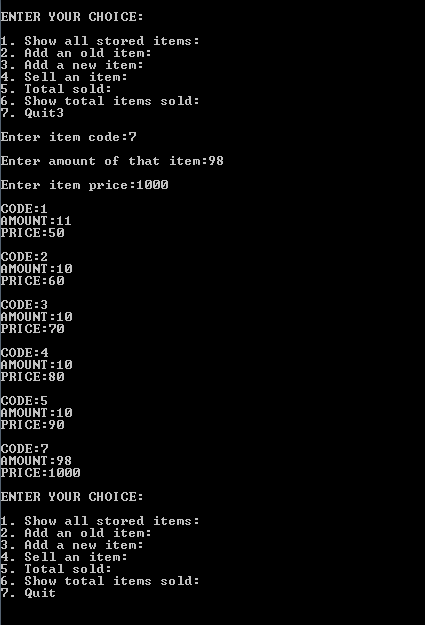 ENTER YOUR CHOICE:
1. Show all stored items:
2. Add an old item:
3. Add a new item:
4. Sell an item:
5. Total sold:
6. Show total items sold:
7. Quit3
Enter item code:7
Enter amount of that item:98
Enter item price:1000
CODE:1
AMOUNT:11
PRICE:50
CODE:2
AMOUNT:10
PRICE:60
CODE:3
AMOUNT:10
PRICE:70
CODE:4
AMOUNT:10
PRICE:80
CODE:5
AMOUNT:10
PRICE:90
CODE:7
AMOUNT:98
PRICE:1000
ENTER YOUR CHOICE:
1. Show all stored items:
2. Add an old item:
3. Add a new item:
4. Sell an item:
5. Total sold:
6. Show total items sold:
7. Quit